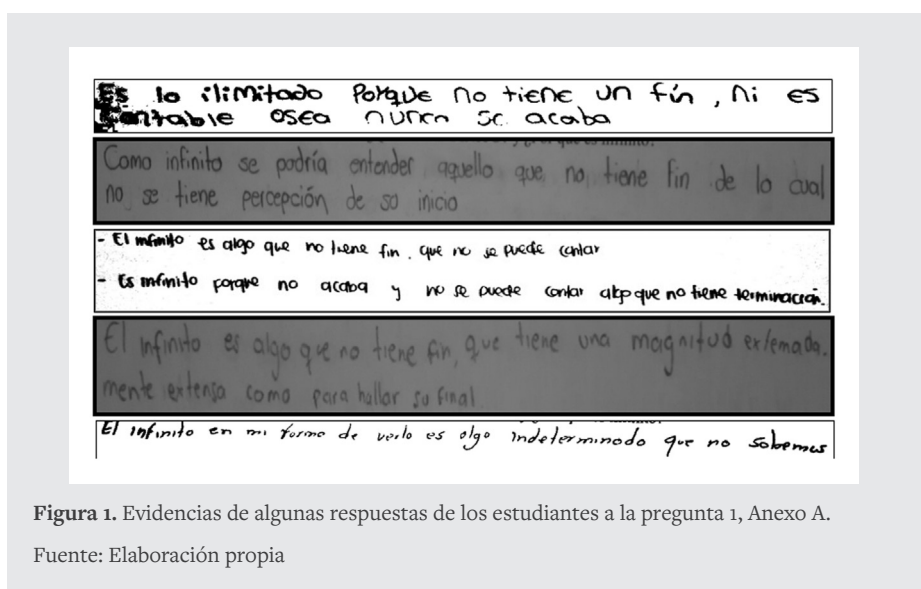 Es lo ilimitado Porque no tiene un fin, ni es
contable osea nunca se acaba
Como infinito se podría entender aquello que no tiene fin de lo cual
no se tiene percepción de su inicio
- El infinito es algo que no tiene fin. que no se puede contar
- Es infinito porque no acaba y no se puede contar algo que no tiene terminación.
El infinito es algo que no tiene fin, que tiene una magnitud extemada.
mente extensa como para hallar su final.
El infinito en mi forma de verlo es algo indeterminado que no sabemos
Figura 1. Evidencias de algunas respuestas de los estudiantes a la pregunta 1, Anexo A.
Fuente: Elaboración propia